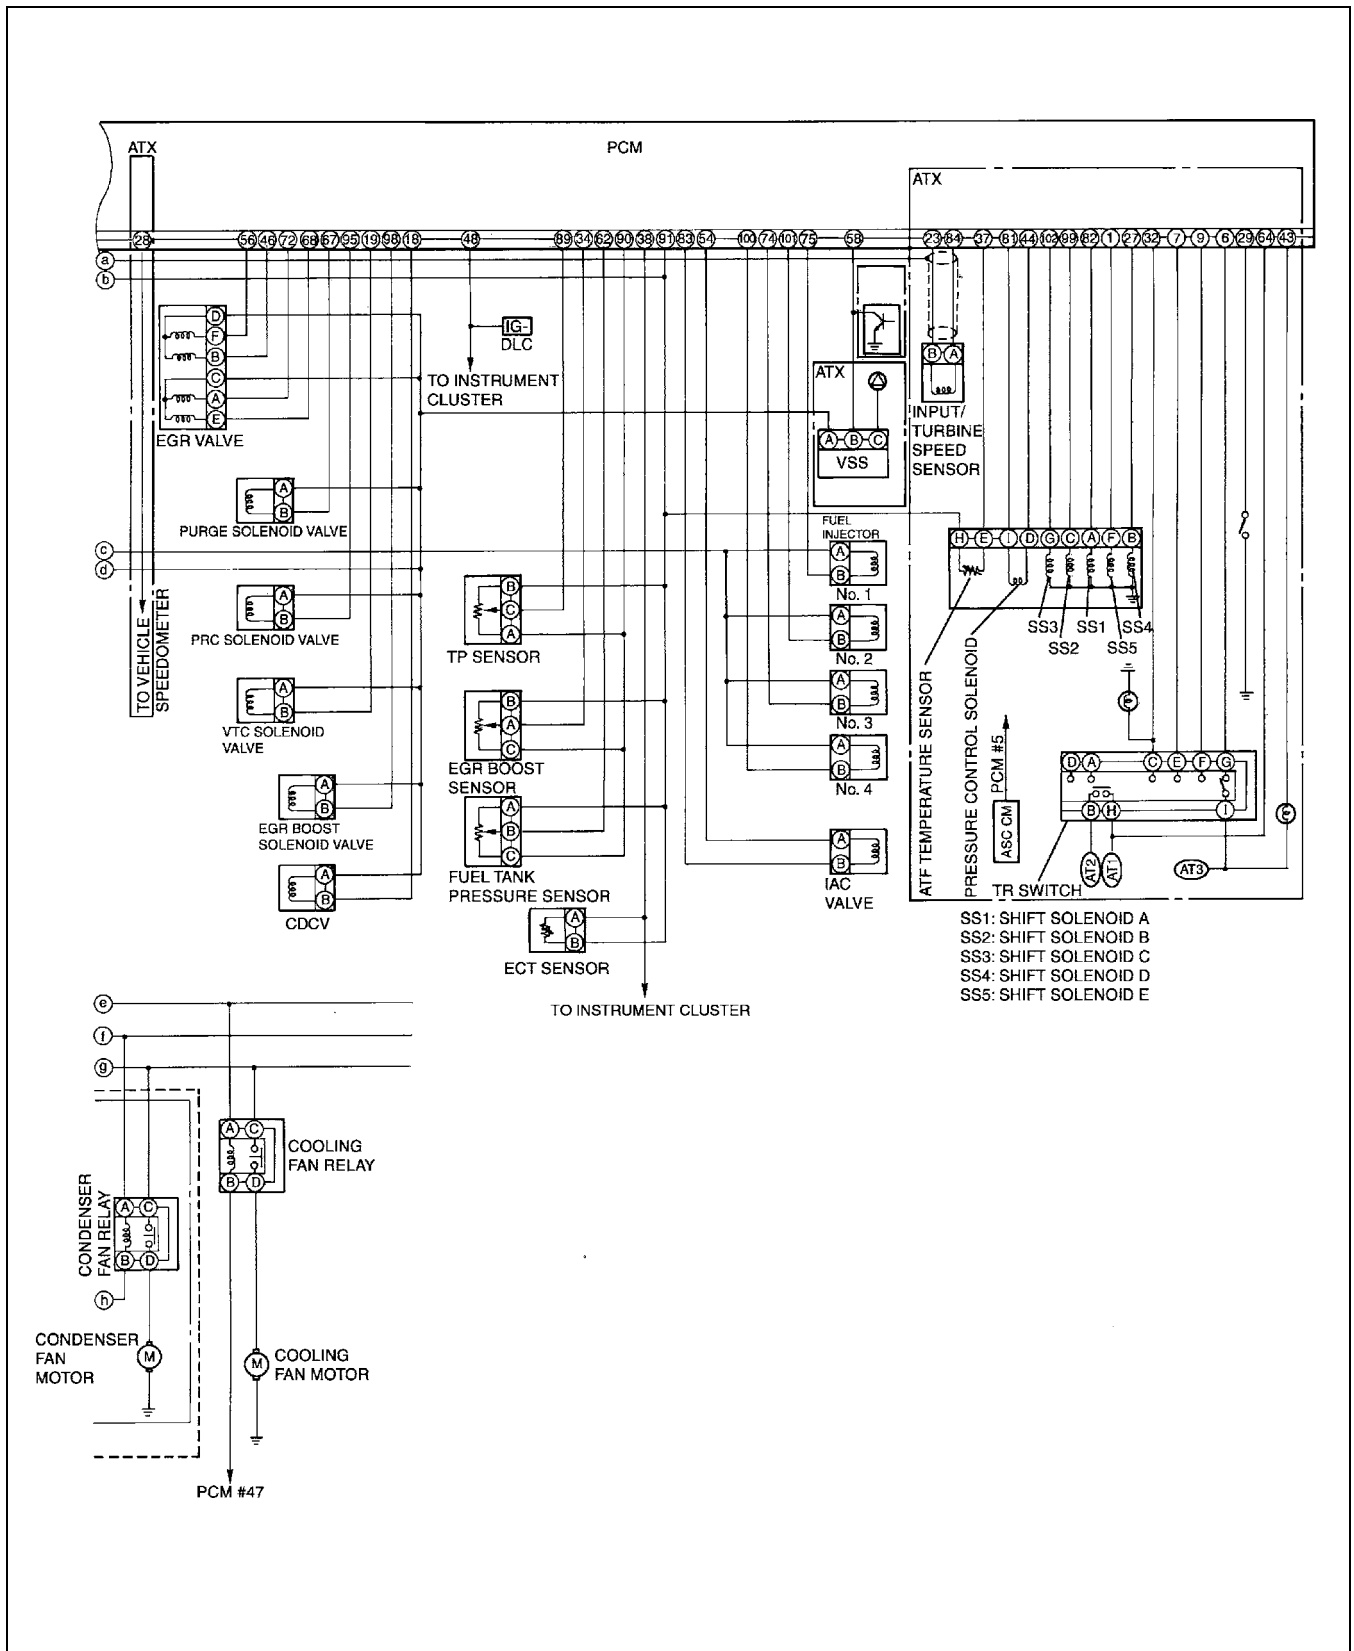 ATX
PCM
ATX
28 56 46 72 68 67 95 19 98 18 48 89 34 62 90 38 91 83 54 100 74 101 75 58 23 84 37 81 44 102 99 82 1 27 32 7 9 6 29 64 43
a
b
D
F
B
C
A
E
EGR VALVE
IG-
DLC
TO INSTRUMENT
CLUSTER
ATX
A B C
VSS
B A
INPUT/
TURBINE
SPEED
SENSOR
A
B
PURGE SOLENOID VALVE
c
d
A
B
PRC SOLENOID VALVE
A
B
VTC SOLENOID
VALVE
A
B
EGR BOOST
SOLENOID VALVE
A
B
CDCV
TO VEHICLE
SPEEDOMETER
B
C
A
TP SENSOR
B
A
C
EGR BOOST
SENSOR
A
B
C
FUEL TANK
PRESSURE SENSOR
A
B
ECT SENSOR
TO INSTRUMENT CLUSTER
FUEL
INJECTOR
A
B
No. 1
A
B
No. 2
A
B
No. 3
A
B
No. 4
A
B
IAC
VALVE
H E I D G C A F B
SS3 SS1 SS4
SS2 SS5
ATF TEMPERATURE SENSOR
PRESSURE CONTROL SOLENOID
PCM #5
ASC CM
D A C E F G
B H I
AT2 AT1 AT3
TR SWITCH
SS1: SHIFT SOLENOID A
SS2: SHIFT SOLENOID B
SS3: SHIFT SOLENOID C
SS4: SHIFT SOLENOID D
SS5: SHIFT SOLENOID E
e
f
g
A C
B D
COOLING
FAN RELAY
CONDENSER
FAN RELAY
A C
B D
h
CONDENSER
FAN
MOTOR
M
M
COOLING
FAN MOTOR
PCM #47